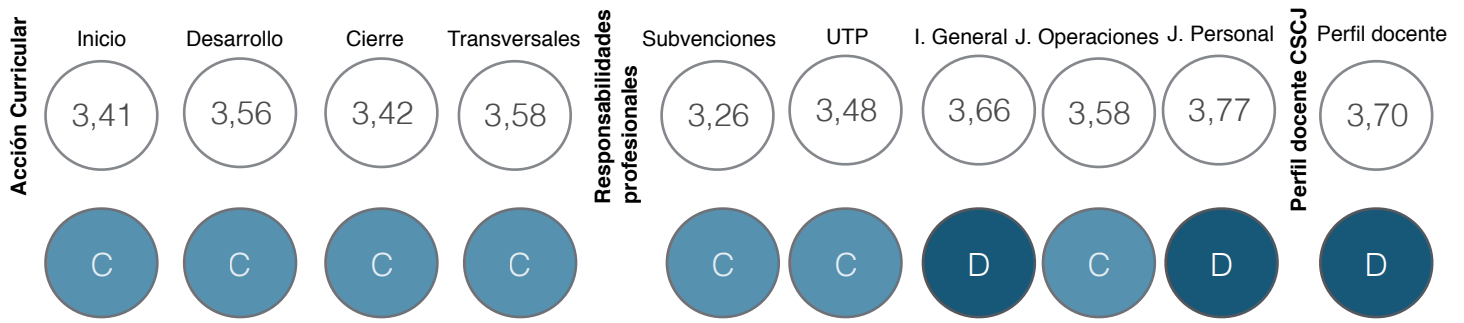 Acción Curricular
Inicio Desarrollo Cierre Transversales
3,41 3,56 3,42 3,58
C C C C
Responsabilidades
profesionales
Subvenciones UTP I. General J. Operaciones J. Personal
3,26 3,48 3,66 3,58 3,77
C C D C D
Perfil docente CSCJ
Perfil docente
3,70
D